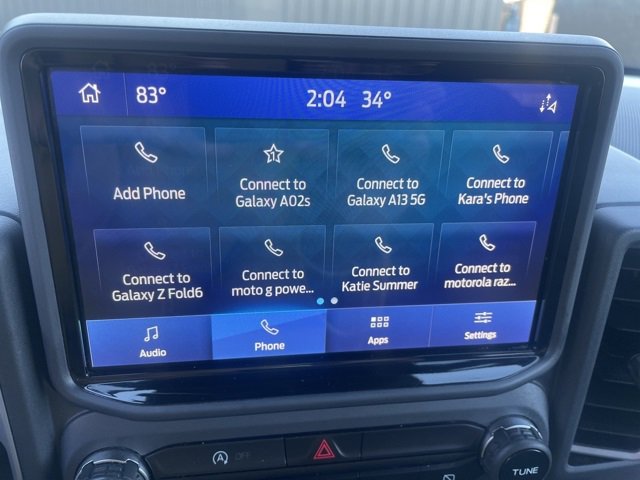 83° 2:04 34°
Add Phone
1
Connect to
Galaxy A02s
Connect to
Galaxy A13 5G
Connect to
Kara's Phone
Connect to
Galaxy Z Fold6
Connect to
moto g powe...
Connect to
Katie Summer
Connect to
motorola raz...
Audio Phone Apps Settings
A OFF
TUNE